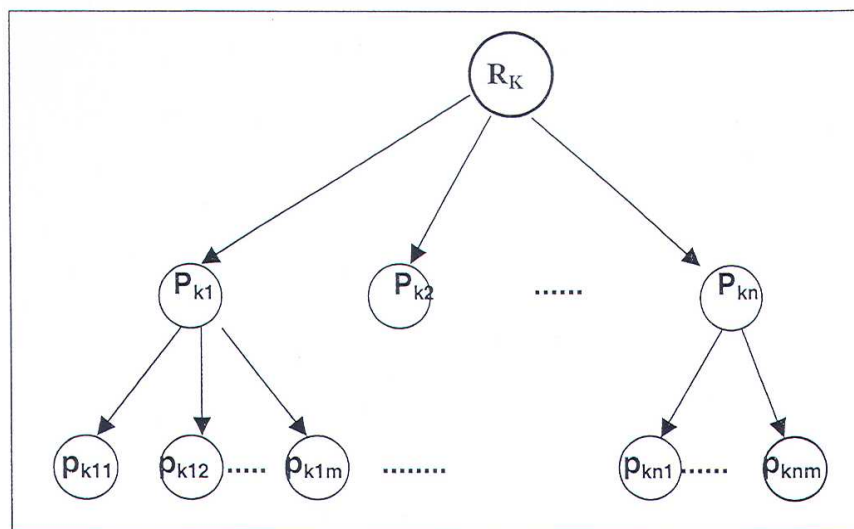 R_K
P_k1 P_k2 ...... P_kn
p_k11 p_k12 ..... p_k1m ........ p_kn1 ...... p_knm